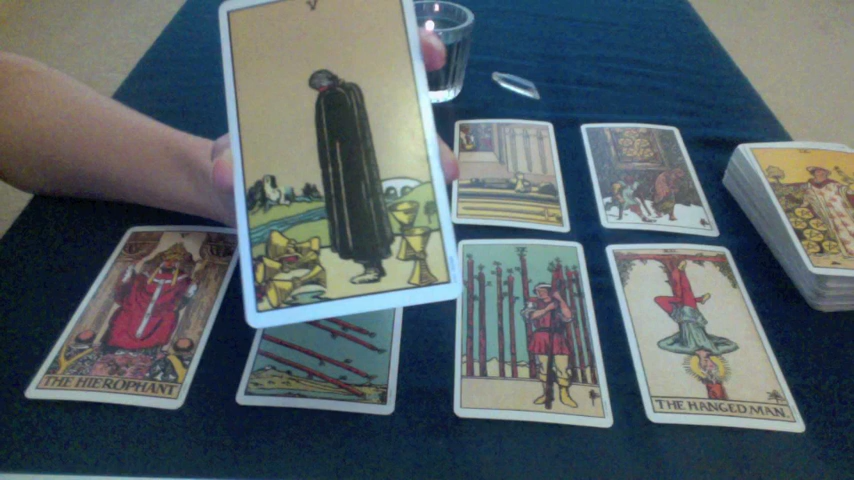 V
V
THE HIEROPHANT
THE HANGED MAN.